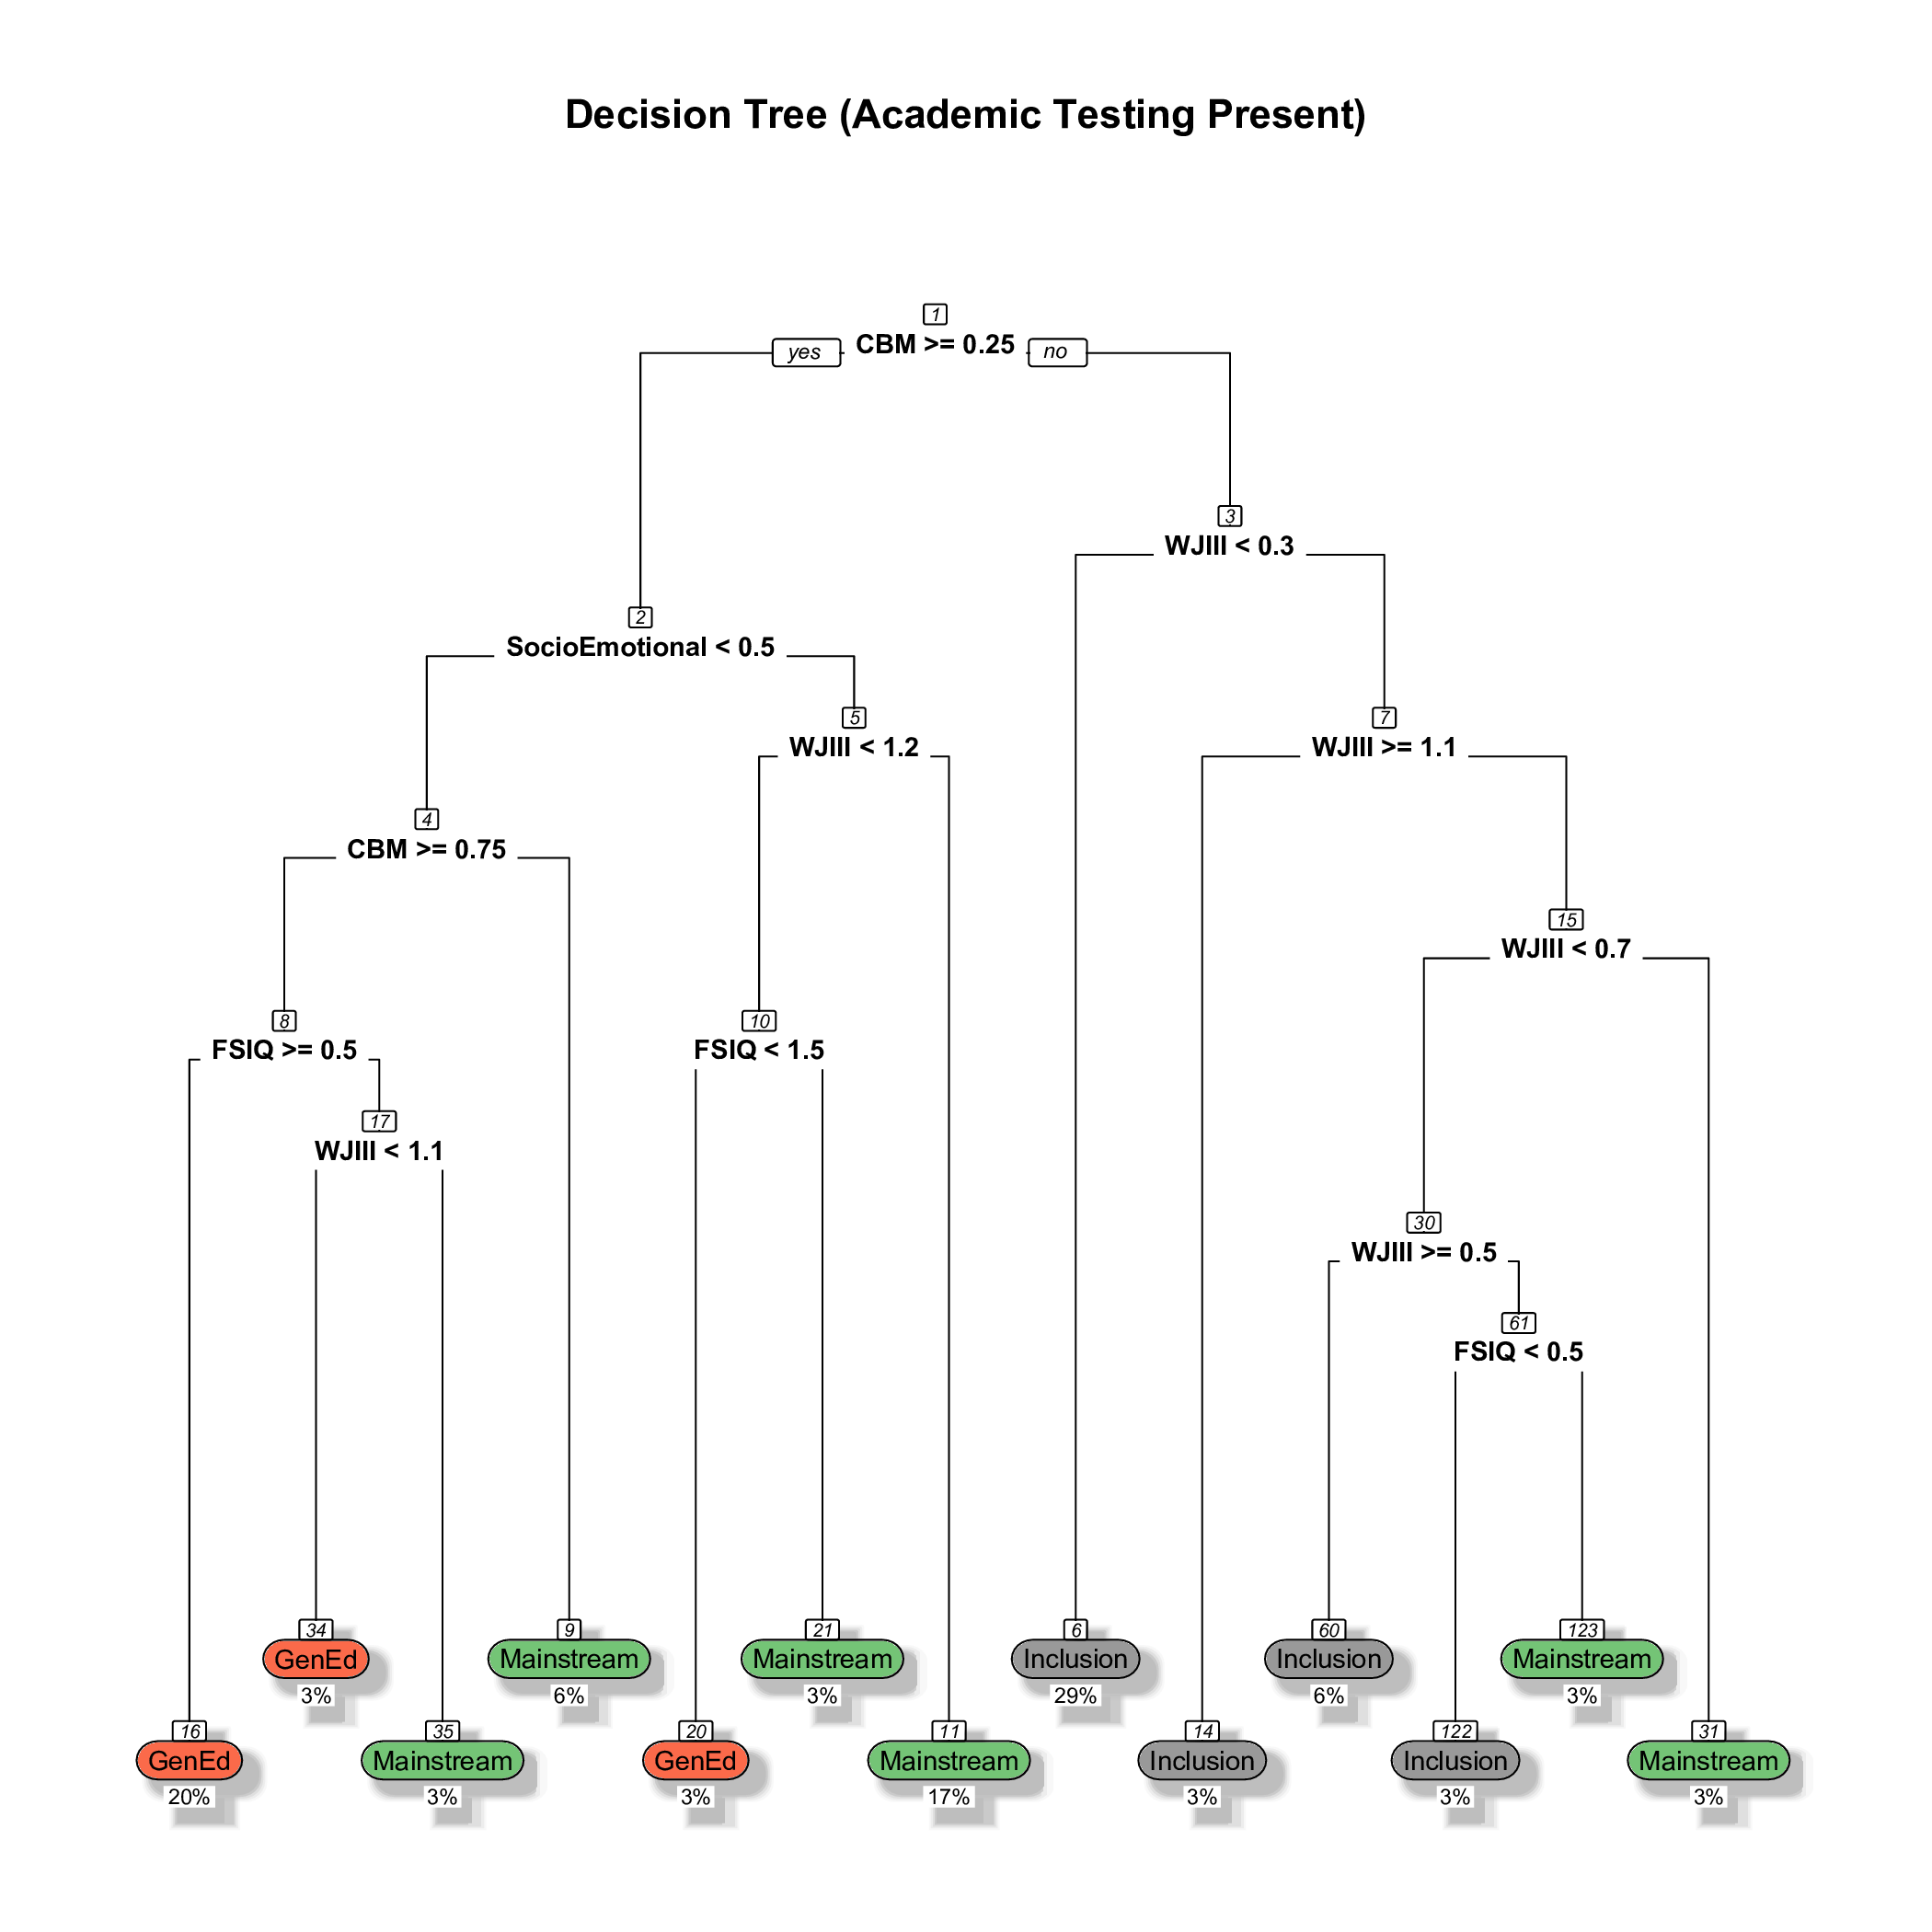 Decision Tree (Academic Testing Present)
1
yes CBM >= 0.25 no
3
WJIII < 0.3
2
SocioEmotional < 0.5
5 7
WJIII < 1.2 WJIII >= 1.1
4
CBM >= 0.75
15
WJIII < 0.7
8 10
FSIQ >= 0.5 FSIQ < 1.5
17
WJIII < 1.1
30
WJIII >= 0.5
61
FSIQ < 0.5
34 9 21 6 60 123
GenEd Mainstream Mainstream Inclusion Inclusion Mainstream
3% 6% 3% 29% 6% 3%
16 35 20 11 14 122 31
GenEd Mainstream GenEd Mainstream Inclusion Inclusion Mainstream
20% 3% 3% 17% 3% 3% 3%